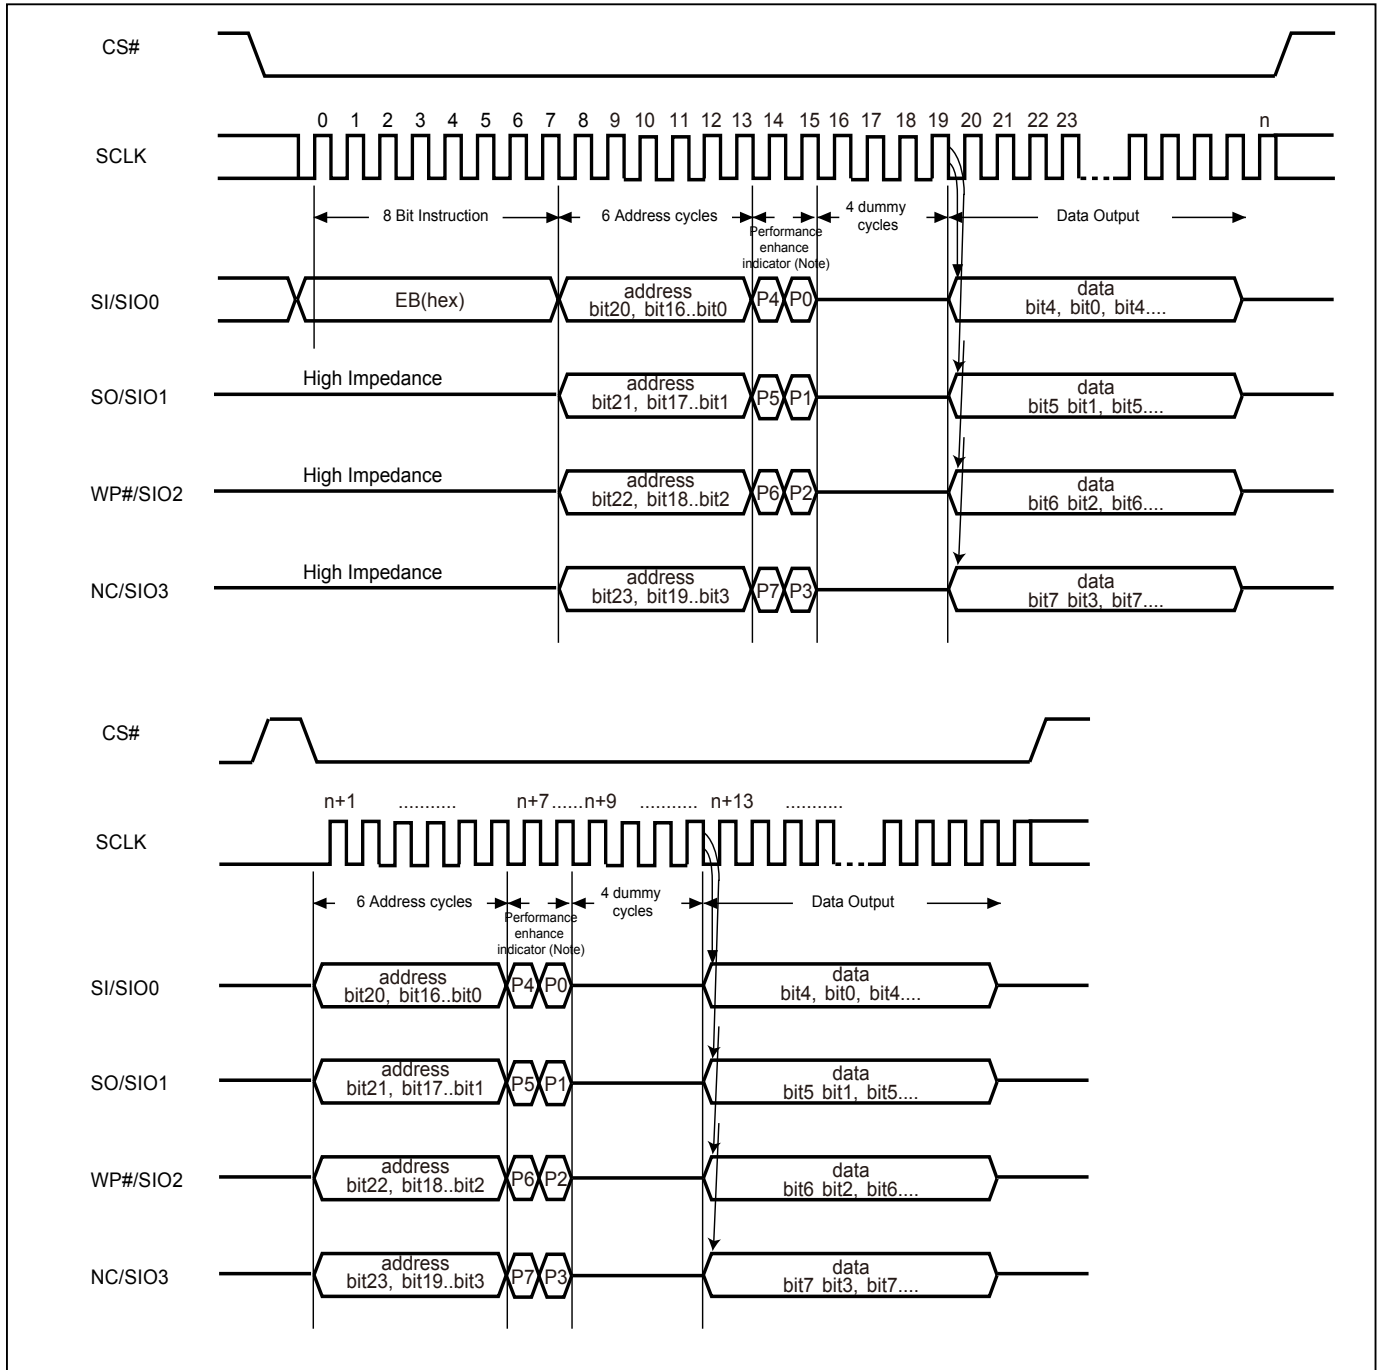 CS#
0 1 2 3 4 5 6 7 8 9 10 11 12 13 14 15 16 17 18 19 20 21 22 23 n
SCLK
8 Bit Instruction
6 Address cycles
Performance
enhance
indicator (Note)
4 dummy
cycles
Data Output
SI/SIO0
EB(hex)
address
bit20, bit16..bit0
P4 P0
data
bit4, bit0, bit4....
SO/SIO1
High Impedance
address
bit21, bit17..bit1
P5 P1
data
bit5 bit1, bit5....
WP#/SIO2
High Impedance
address
bit22, bit18..bit2
P6 P2
data
bit6 bit2, bit6....
NC/SIO3
High Impedance
address
bit23, bit19..bit3
P7 P3
data
bit7 bit3, bit7....
CS#
n+1 ........... n+7......n+9 ........... n+13 ...........
SCLK
6 Address cycles
Performance
enhance
indicator (Note)
4 dummy
cycles
Data Output
SI/SIO0
address
bit20, bit16..bit0
P4 P0
data
bit4, bit0, bit4....
SO/SIO1
address
bit21, bit17..bit1
P5 P1
data
bit5 bit1, bit5....
WP#/SIO2
address
bit22, bit18..bit2
P6 P2
data
bit6 bit2, bit6....
NC/SIO3
address
bit23, bit19..bit3
P7 P3
data
bit7 bit3, bit7....